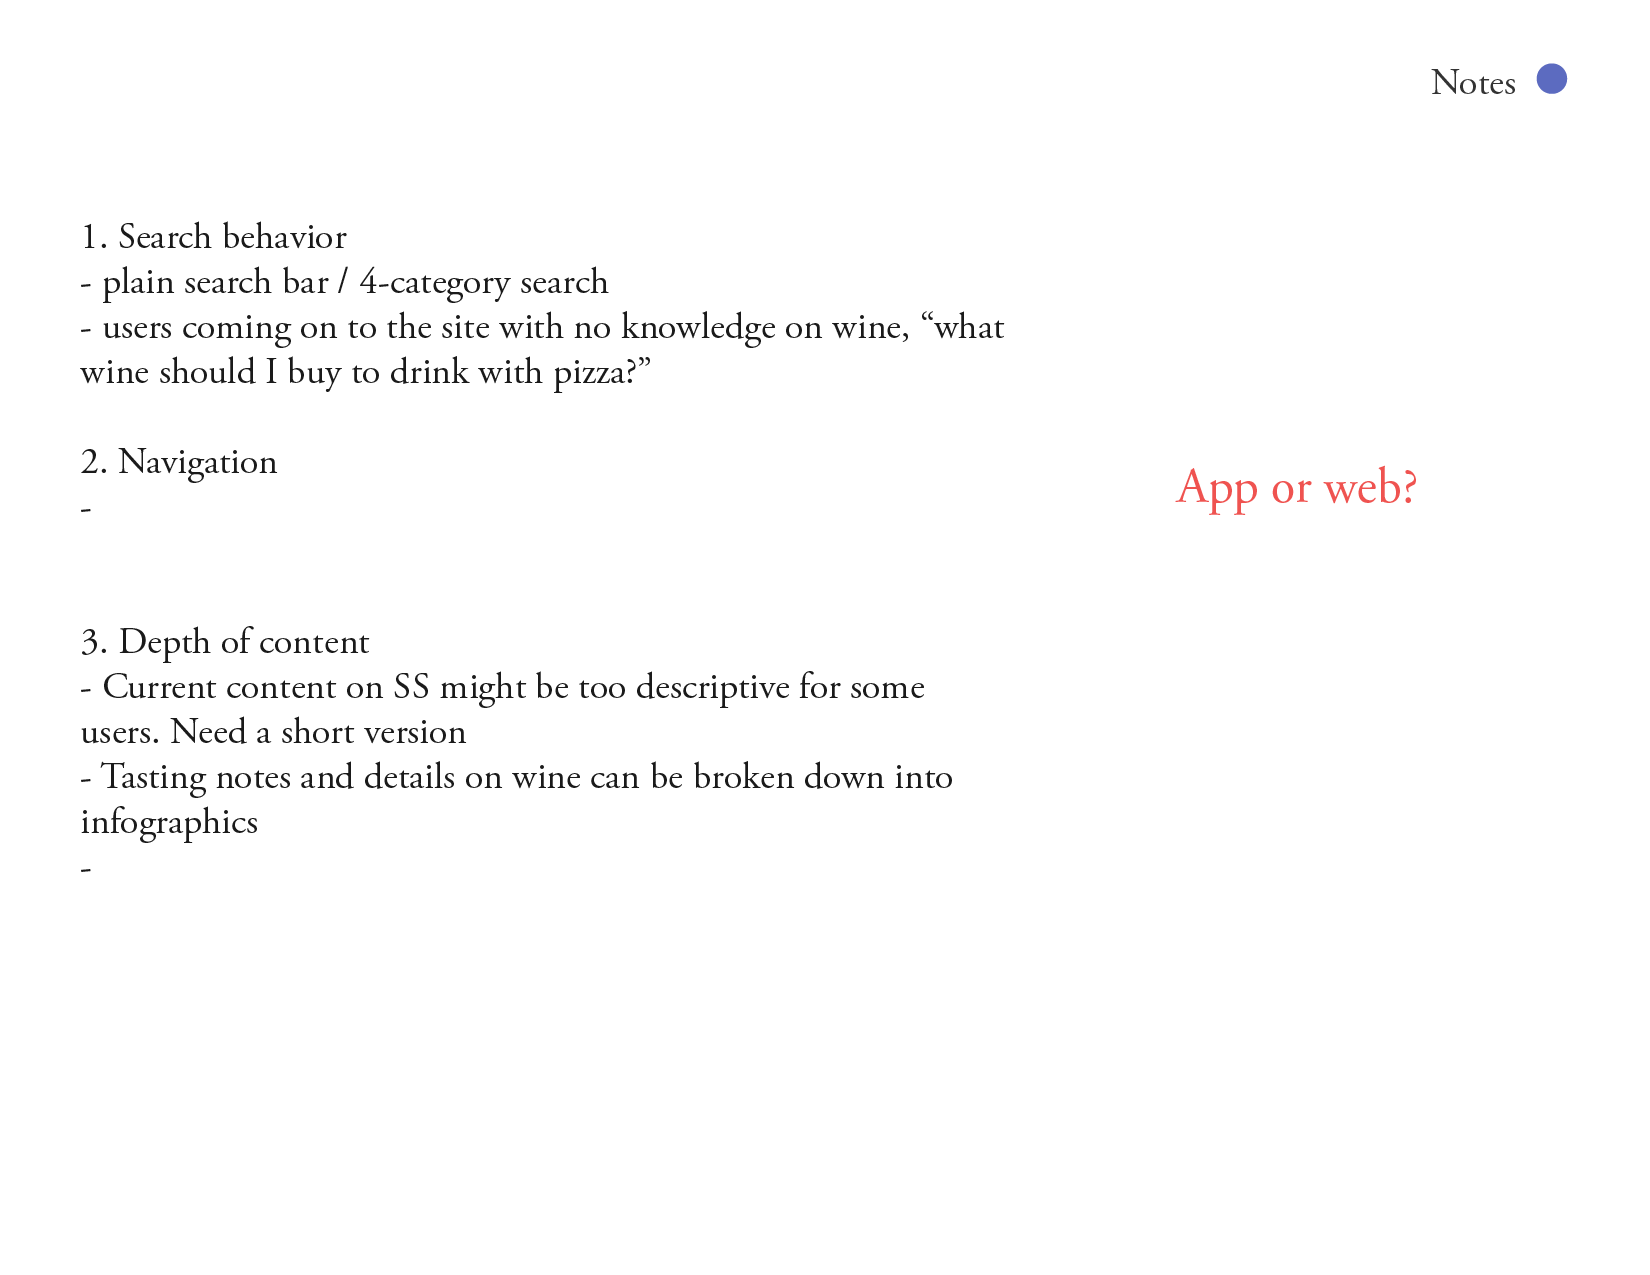 Notes
1. Search behavior
- plain search bar / 4-category search
- users coming on to the site with no knowledge on wine, “what
wine should I buy to drink with pizza?”
2. Navigation
-
App or web?
3. Depth of content
- Current content on SS might be too descriptive for some
users. Need a short version
- Tasting notes and details on wine can be broken down into
infographics
-